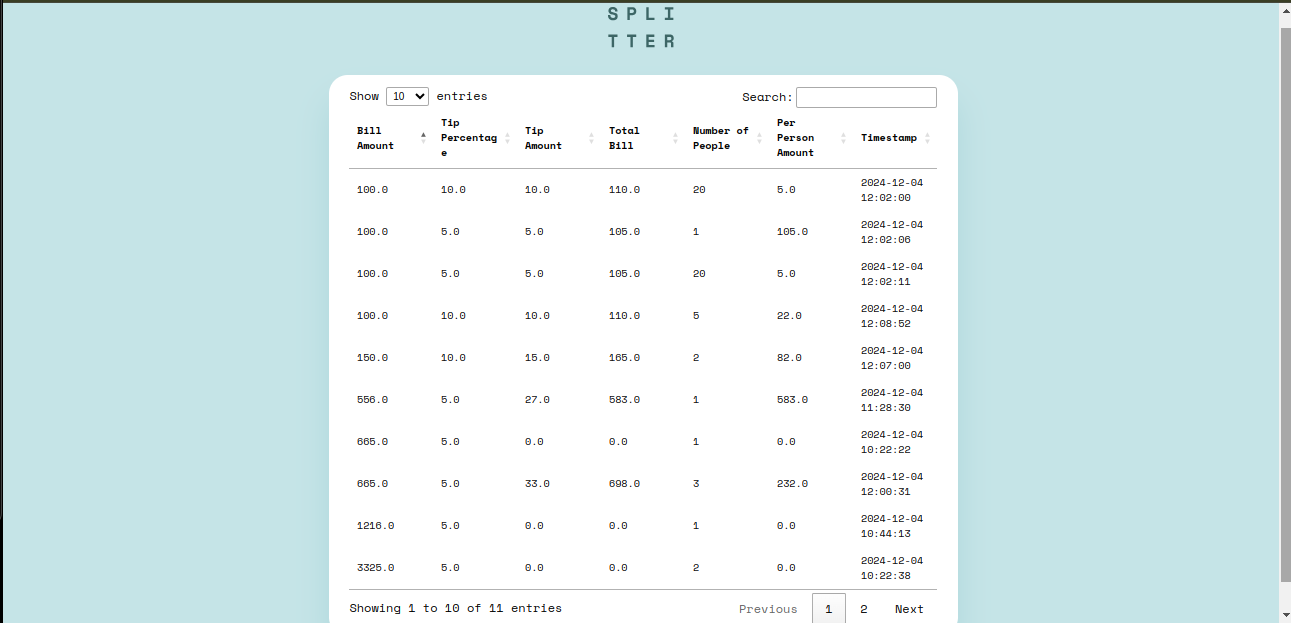 SPLI
TTER
Show 10 entries Search:
Bill Amount Tip Percentage Tip Amount Total Bill Number of People Per Person Amount Timestamp
100.0 10.0 10.0 110.0 20 5.0 2024-12-04 12:02:00
100.0 5.0 5.0 105.0 1 105.0 2024-12-04 12:02:06
100.0 5.0 5.0 105.0 20 5.0 2024-12-04 12:02:11
100.0 10.0 10.0 110.0 5 22.0 2024-12-04 12:08:52
150.0 10.0 15.0 165.0 2 82.0 2024-12-04 12:07:00
556.0 5.0 27.0 583.0 1 583.0 2024-12-04 11:28:30
665.0 5.0 0.0 0.0 1 0.0 2024-12-04 10:22:22
665.0 5.0 33.0 698.0 3 232.0 2024-12-04 12:00:31
1216.0 5.0 0.0 0.0 1 0.0 2024-12-04 10:44:13
3325.0 5.0 0.0 0.0 2 0.0 2024-12-04 10:22:38
Showing 1 to 10 of 11 entries Previous 1 2 Next